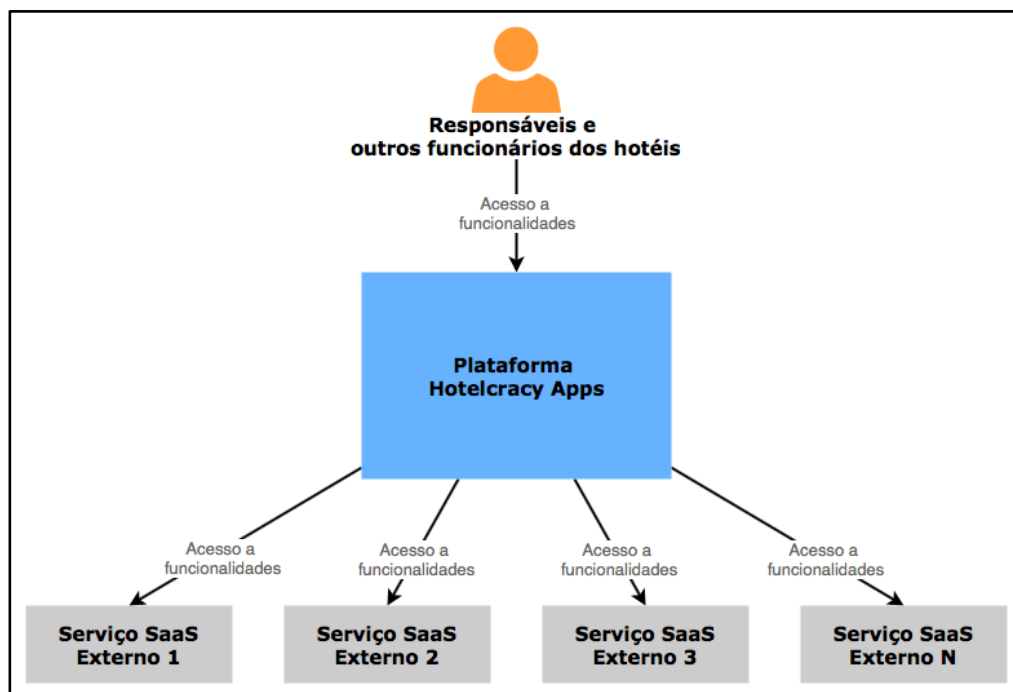 Responsáveis e
outros funcionários dos hotéis
Acesso a
funcionalidades
Plataforma
Hotelcracy Apps
Acesso a
funcionalidades
Acesso a
funcionalidades
Acesso a
funcionalidades
Acesso a
funcionalidades
Serviço SaaS
Externo 1
Serviço SaaS
Externo 2
Serviço SaaS
Externo 3
Serviço SaaS
Externo N